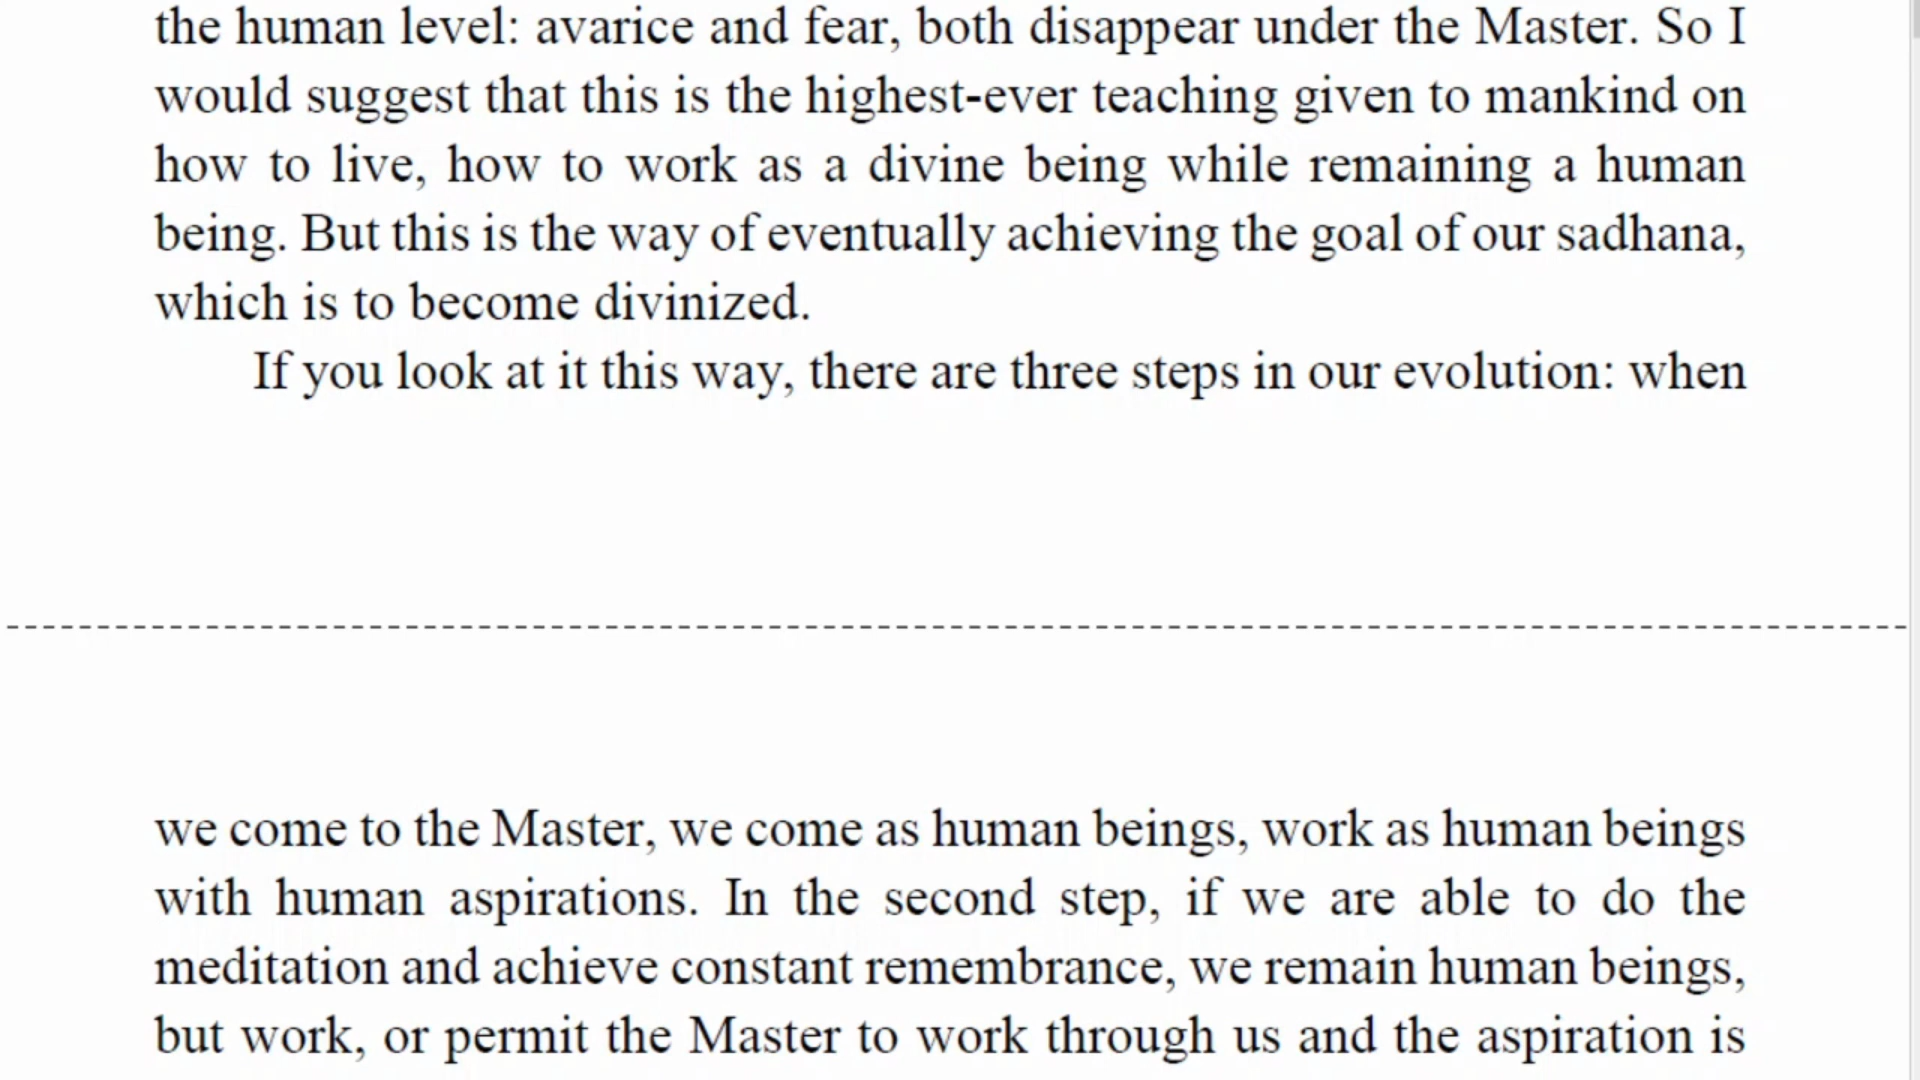 the human level: avarice and fear, both disappear under the Master. So I
would suggest that this is the highest-ever teaching given to mankind on
how to live, how to work as a divine being while remaining a human
being. But this is the way of eventually achieving the goal of our sadhana,
which is to become divinized.
If you look at it this way, there are three steps in our evolution: when
we come to the Master, we come as human beings, work as human beings
with human aspirations. In the second step, if we are able to do the
meditation and achieve constant remembrance, we remain human beings,
but work, or permit the Master to work through us and the aspiration is